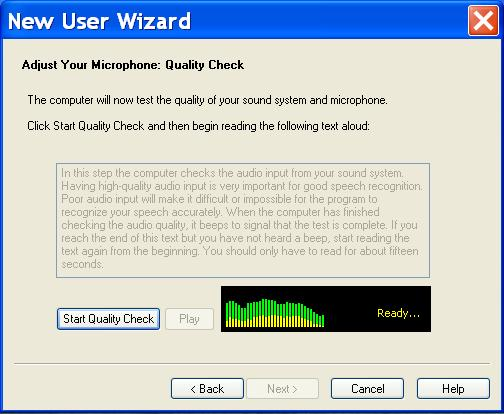 New User Wizard
Adjust Your Microphone: Quality Check
The computer will now test the quality of your sound system and microphone.
Click Start Quality Check and then begin reading the following text aloud:
In this step the computer checks the audio input from your sound system.
Having high-quality audio input is very important for good speech recognition.
Poor audio input will make it difficult or impossible for the program to
recognize your speech accurately. When the computer has finished
checking the audio quality, it beeps to signal that the test is complete. If you
reach the end of this text but you have not heard a beep, start reading the
text again from the beginning. You should only have to read for about fifteen
seconds.
Start Quality Check Play Ready...
< Back Next > Cancel Help